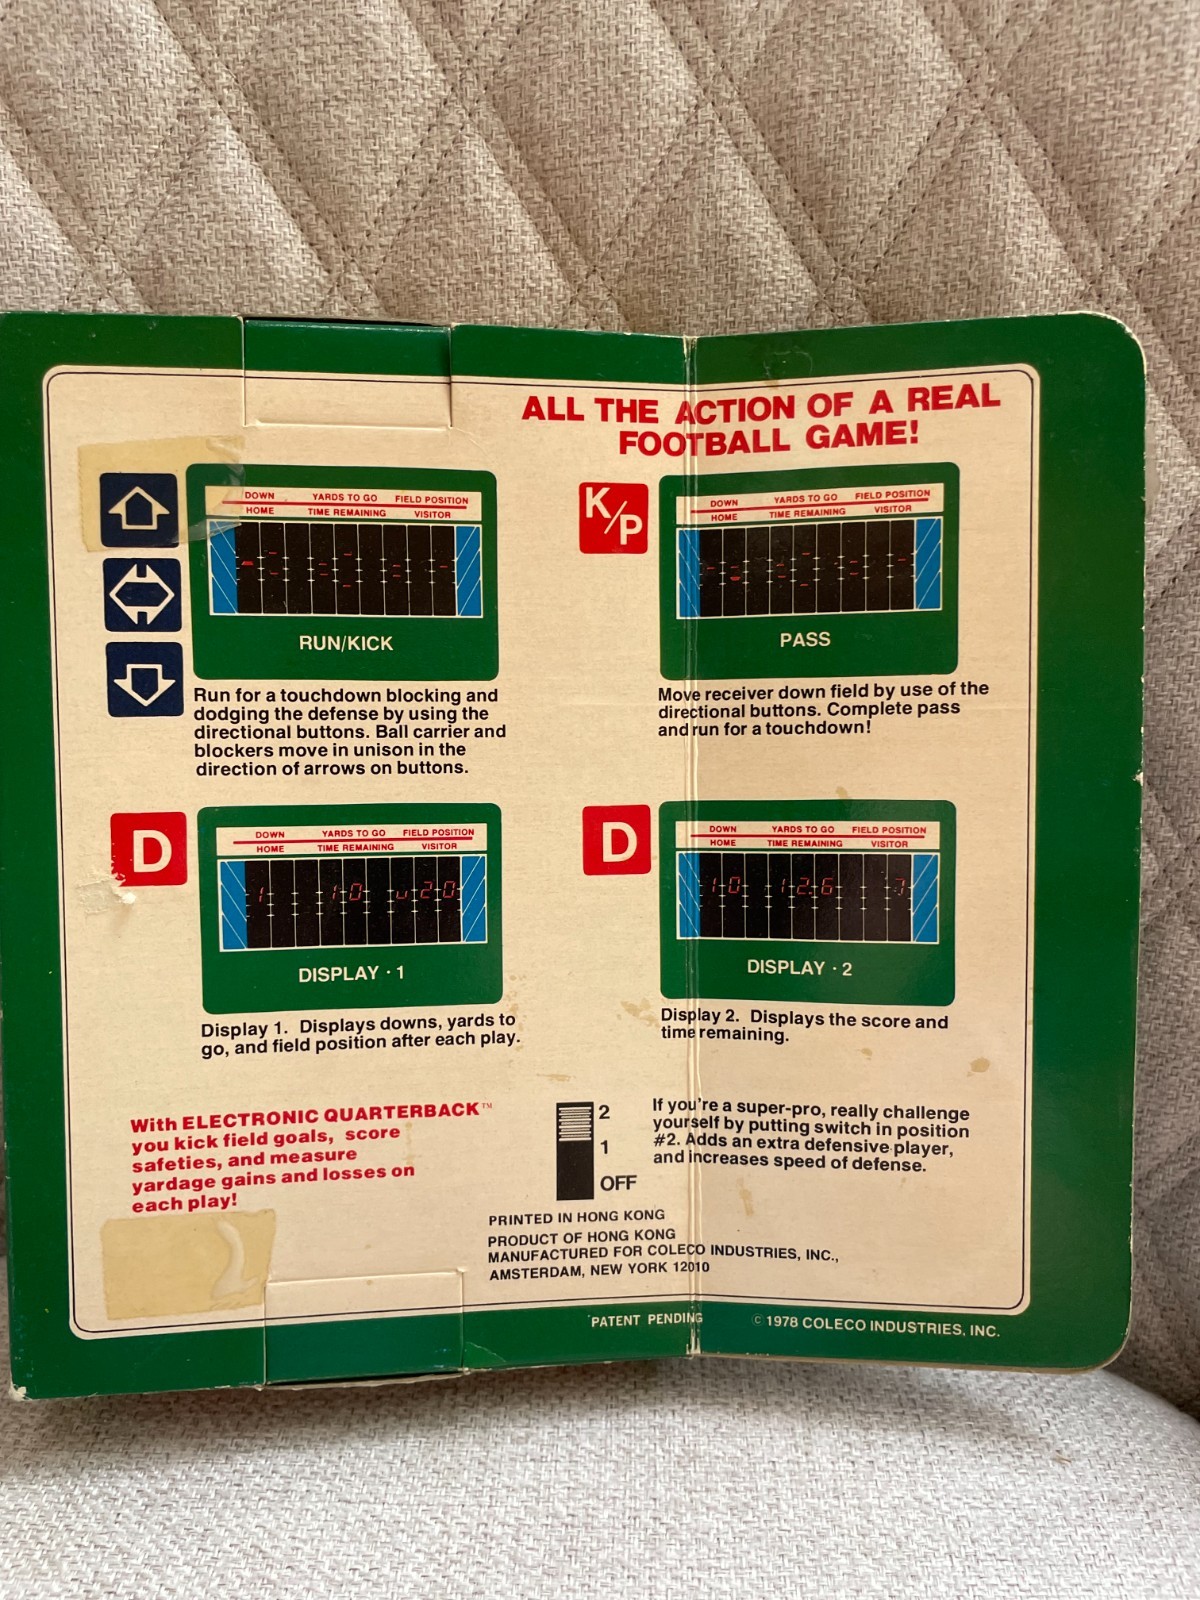 ALL THE ACTION OF A REAL
FOOTBALL GAME!
DOWN YARDS TO GO FIELD POSITION
HOME TIME REMAINING VISITOR
RUN/KICK
Run for a touchdown blocking and
dodging the defense by using the
directional buttons. Ball carrier and
blockers move in unison in the
direction of arrows on buttons.
K/P
DOWN YARDS TO GO FIELD POSITION
HOME TIME REMAINING VISITOR
PASS
Move receiver down field by use of the
directional buttons. Complete pass
and run for a touchdown!
D
DOWN YARDS TO GO FIELD POSITION
HOME TIME REMAINING VISITOR
1 10 20
DISPLAY · 1
Display 1. Displays downs, yards to
go, and field position after each play.
D
DOWN YARDS TO GO FIELD POSITION
HOME TIME REMAINING VISITOR
10 12.6 7
DISPLAY · 2
Display 2. Displays the score and
time remaining.
With ELECTRONIC QUARTERBACK™
you kick field goals, score
safeties, and measure
yardage gains and losses on
each play!
2
1
OFF
If you're a super-pro, really challenge
yourself by putting switch in position
#2. Adds an extra defensive player,
and increases speed of defense.
PRINTED IN HONG KONG
PRODUCT OF HONG KONG
MANUFACTURED FOR COLECO INDUSTRIES, INC.,
AMSTERDAM, NEW YORK 12010
PATENT PENDING
© 1978 COLECO INDUSTRIES, INC.